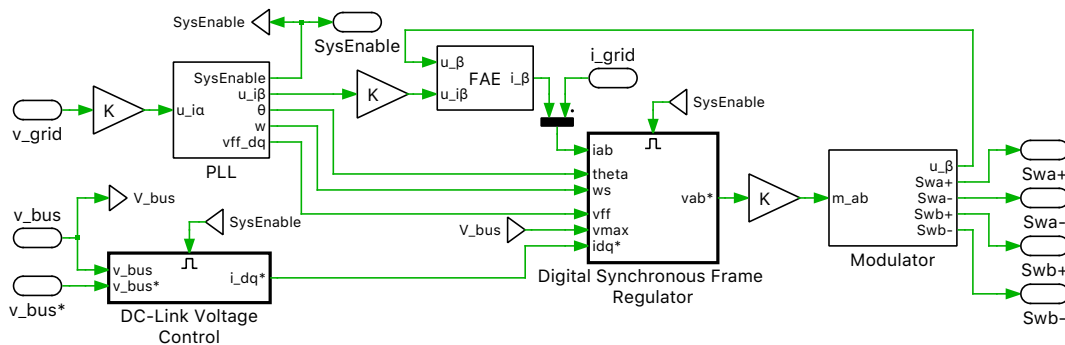 SysEnable
SysEnable
v_grid
K
u_iα
SysEnable
u_iβ
θ
w
vff_dq
PLL
K
u_β
u_iβ
FAE
i_β
i_grid
SysEnable
iab
theta
ws
vff
vmax
idq*
vab*
Digital Synchronous Frame
Regulator
K
m_ab
u_β
Swa+
Swa-
Swb+
Swb-
Modulator
Swa+
Swa-
Swb+
Swb-
v_bus
V_bus
SysEnable
V_bus
v_bus*
v_bus
v_bus*
i_dq*
DC-Link Voltage
Control